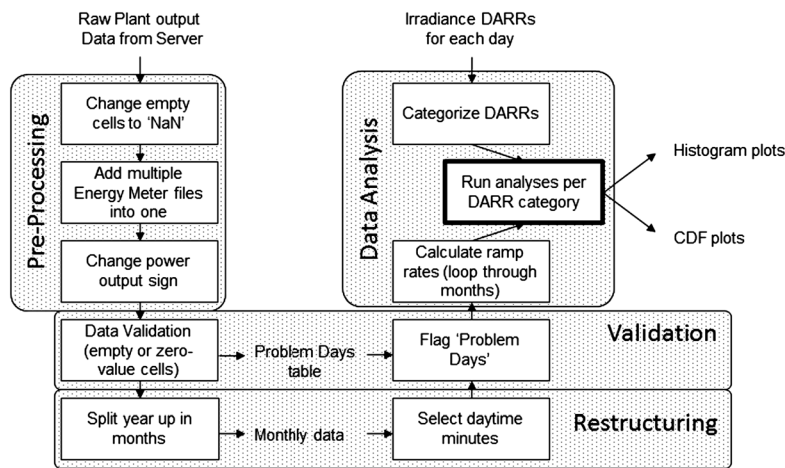 Raw Plant output
Data from Server
Pre-Processing
Change empty
cells to 'NaN'
Add multiple
Energy Meter files
into one
Change power
output sign
Irradiance DARRs
for each day
Data Analysis
Categorize DARRs
Run analyses per
DARR category
Calculate ramp
rates (loop through
months)
Histogram plots
CDF plots
Data Validation
(empty or zero-
value cells)
Problem Days
table
Flag 'Problem
Days'
Validation
Split year up in
months
Monthly data
Select daytime
minutes
Restructuring